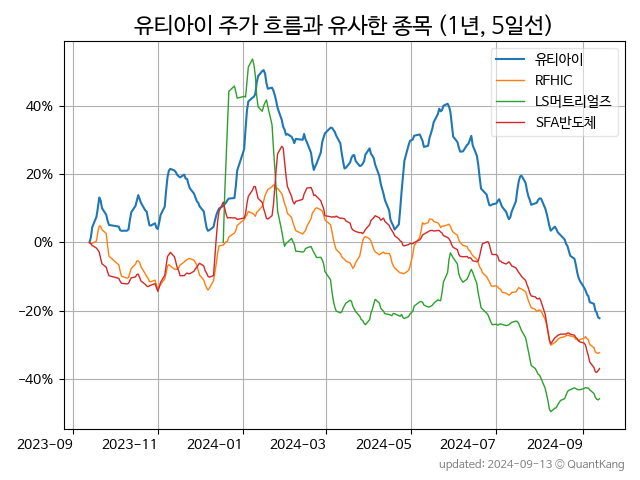 유티아이 주가 흐름과 유사한 종목 (1년, 5일선)
유티아이
RFHIC
LS머트리얼즈
SFA반도체
40%
20%
0%
−20%
−40%
2023-09 2023-11 2024-01 2024-03 2024-05 2024-07 2024-09
updated: 2024-09-13 © QuantKang